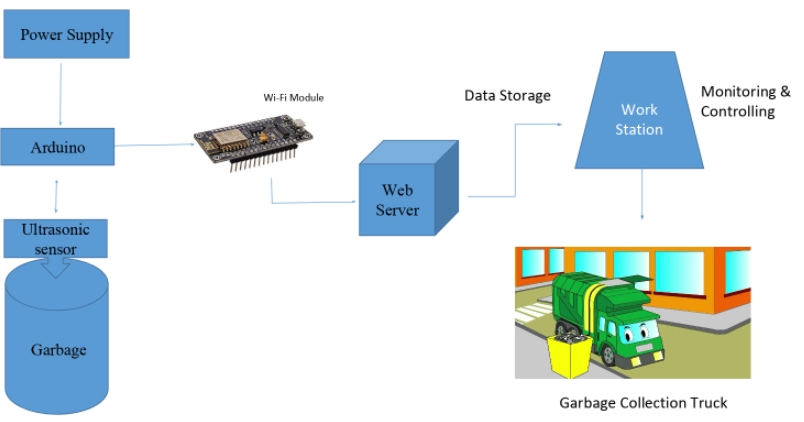 Power Supply
Wi-Fi Module
Data Storage
Monitoring &
Controlling
Work
Station
Arduino
Web
Server
Ultrasonic
sensor
Garbage
Garbage Collection Truck